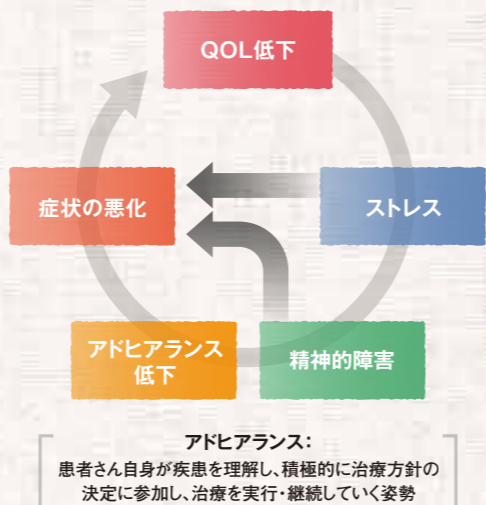 QOL低下
症状の悪化
ストレス
アドヒアランス
低下
精神的障害
アドヒアランス:
患者さん自身が疾患を理解し、積極的に治療方針の
決定に参加し、治療を実行・継続していく姿勢